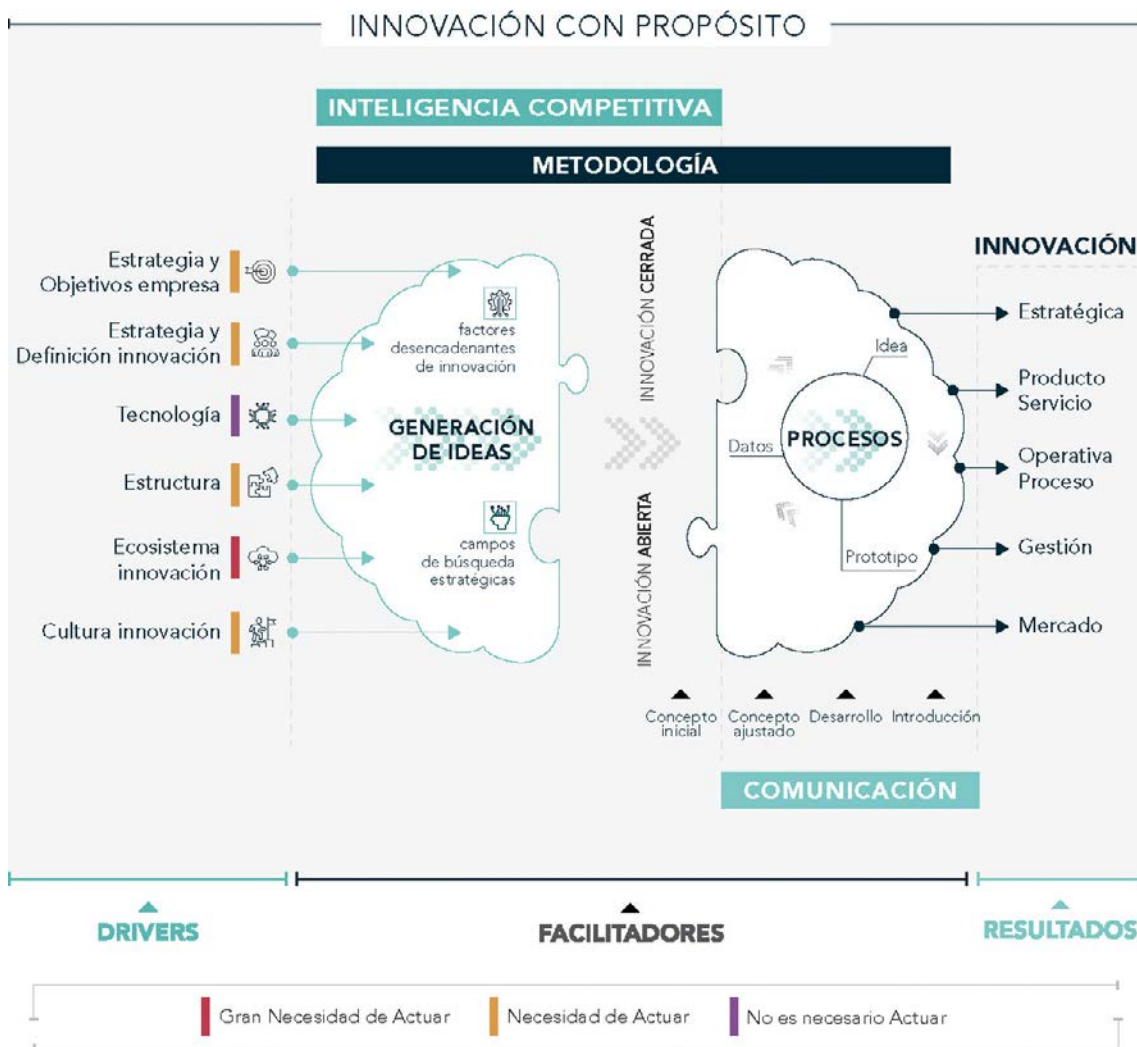 INNOVACIÓN CON PROPÓSITO
INTELIGENCIA COMPETITIVA
METODOLOGÍA
Estrategia y
Objetivos empresa
Estrategia y
Definición innovación
Tecnología
Estructura
Ecosistema
innovación
Cultura innovación
factores
desencadenantes
de innovación
GENERACIÓN
DE IDEAS
campos
de búsqueda
estratégicas
INNOVACIÓN CERRADA
INNOVACIÓN ABIERTA
Idea
Datos
PROCESOS
Prototipo
INNOVACIÓN
Estratégica
Producto
Servicio
Operativa
Proceso
Gestión
Mercado
Concepto
inicial
Concepto
ajustado
Desarrollo
Introducción
COMUNICACIÓN
DRIVERS
FACILITADORES
RESULTADOS
Gran Necesidad de Actuar
Necesidad de Actuar
No es necesario Actuar